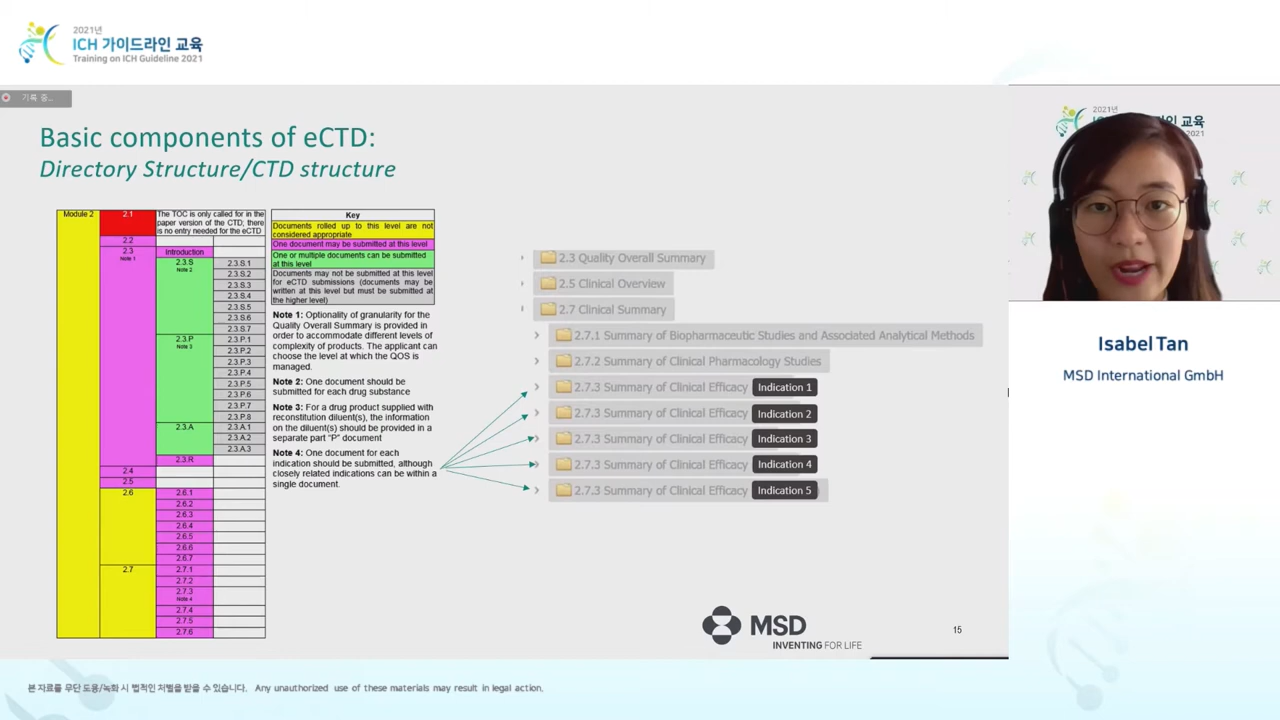 2021년
ICH 가이드라인 교육
Training on ICH Guideline 2021
기록 중...
Basic components of eCTD:
Directory Structure/CTD structure
Module 2
2.1
The TOC is only called for in the
paper version of the CTD; there
is no entry needed for the eCTD
2.2
2.3
Note 1
Introduction
2.3.S
Note 2
2.3.S.1
2.3.S.2
2.3.S.3
2.3.S.4
2.3.S.5
2.3.S.6
2.3.S.7
2.3.P
Note 3
2.3.P.1
2.3.P.2
2.3.P.3
2.3.P.4
2.3.P.5
2.3.P.6
2.3.P.7
2.3.P.8
2.3.A
2.3.A.1
2.3.A.2
2.3.A.3
2.3.R
2.4
2.5
2.6
2.6.1
2.6.2
2.6.3
2.6.4
2.6.5
2.6.6
2.6.7
2.7
2.7.1
2.7.2
2.7.3
Note 4
2.7.4
2.7.5
2.7.6
Key
Documents rolled up to this level are not
considered appropriate
One document may be submitted at this level
One or multiple documents can be submitted
at this level
Documents may not be submitted at this level
for eCTD submissions (documents may be
written at this level but must be submitted at
the higher level)
Note 1: Optionality of granularity for the
Quality Overall Summary is provided in
order to accommodate different levels of
complexity of products. The applicant can
choose the level at which the QOS is
managed.
Note 2: One document should be
submitted for each drug substance
Note 3: For a drug product supplied with
reconstitution diluent(s), the information
on the diluent(s) should be provided in a
separate part "P" document
Note 4: One document for each
indication should be submitted, although
closely related indications can be within a
single document.
2.3 Quality Overall Summary
2.5 Clinical Overview
2.7 Clinical Summary
2.7.1 Summary of Biopharmaceutic Studies and Associated Analytical Methods
2.7.2 Summary of Clinical Pharmacology Studies
2.7.3 Summary of Clinical Efficacy Indication 1
2.7.3 Summary of Clinical Efficacy Indication 2
2.7.3 Summary of Clinical Efficacy Indication 3
2.7.3 Summary of Clinical Efficacy Indication 4
2.7.3 Summary of Clinical Efficacy Indication 5
MSD
INVENTING FOR LIFE
15
2021년
교육
2021
Isabel Tan
MSD International GmbH
본 자료를 무단 도용/녹화 시 법적인 처벌을 받을 수 있습니다. Any unauthorized use of these materials may result in legal action.